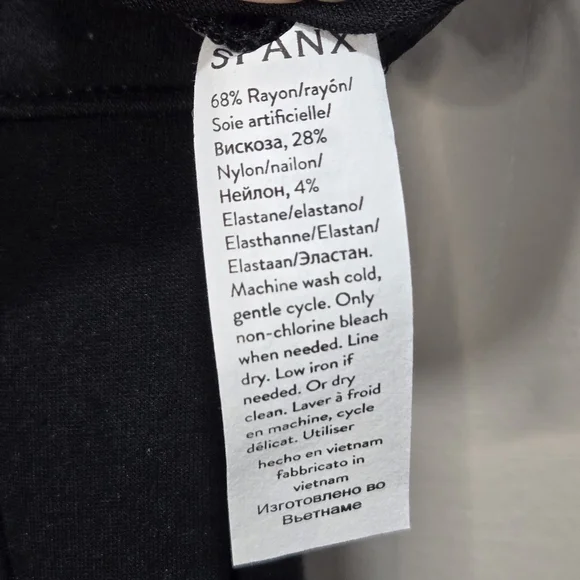 SPANX
68% Rayon/rayón/
Soie artificielle/
Вискоза, 28%
Nylon/nailon/
Нейлон, 4%
Elastane/elastano/
Elasthanne/Elastan/
Elastaan/Эластан.
Machine wash cold,
gentle cycle. Only
non-chlorine bleach
when needed. Line
dry. Low iron if
needed. Or dry
clean. Laver à froid
en machine, cycle
délicat. Utiliser
hecho en vietnam
fabbricato in
vietnam
Изготовлено во
Вьетнаме